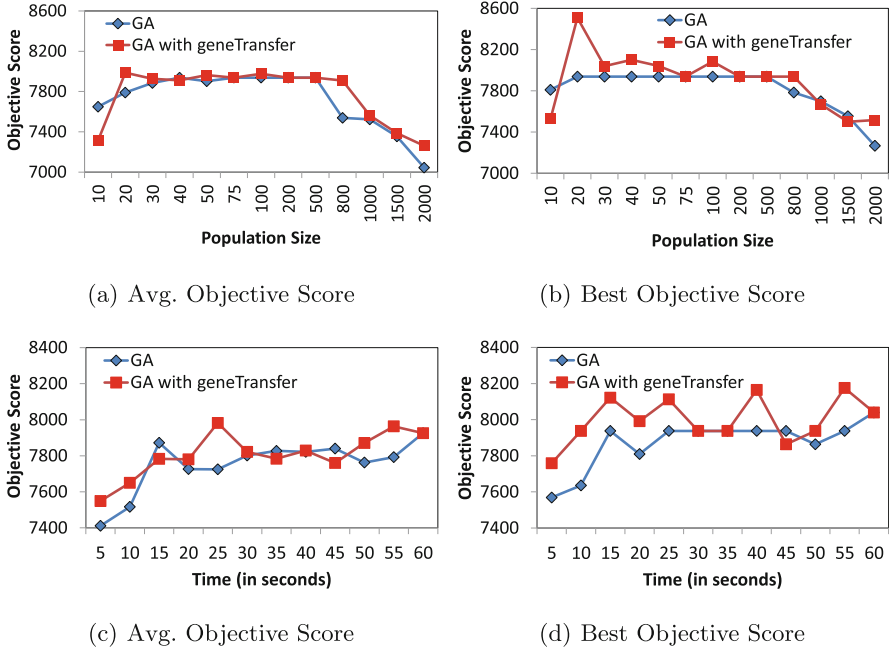 GA
GA with geneTransfer
Objective Score
8600
8200
7800
7400
7000
10 20 30 40 50 75 100 200 500 800 1000 1500 2000
Population Size
(a) Avg. Objective Score
GA
GA with geneTransfer
Objective Score
8600
8200
7800
7400
7000
10 20 30 40 50 75 100 200 500 800 1000 1500 2000
Population Size
(b) Best Objective Score
GA
GA with geneTransfer
Objective Score
8400
8200
8000
7800
7600
7400
5 10 15 20 25 30 35 40 45 50 55 60
Time (in seconds)
(c) Avg. Objective Score
GA
GA with geneTransfer
Objective Score
8400
8200
8000
7800
7600
7400
5 10 15 20 25 30 35 40 45 50 55 60
Time (in seconds)
(d) Best Objective Score